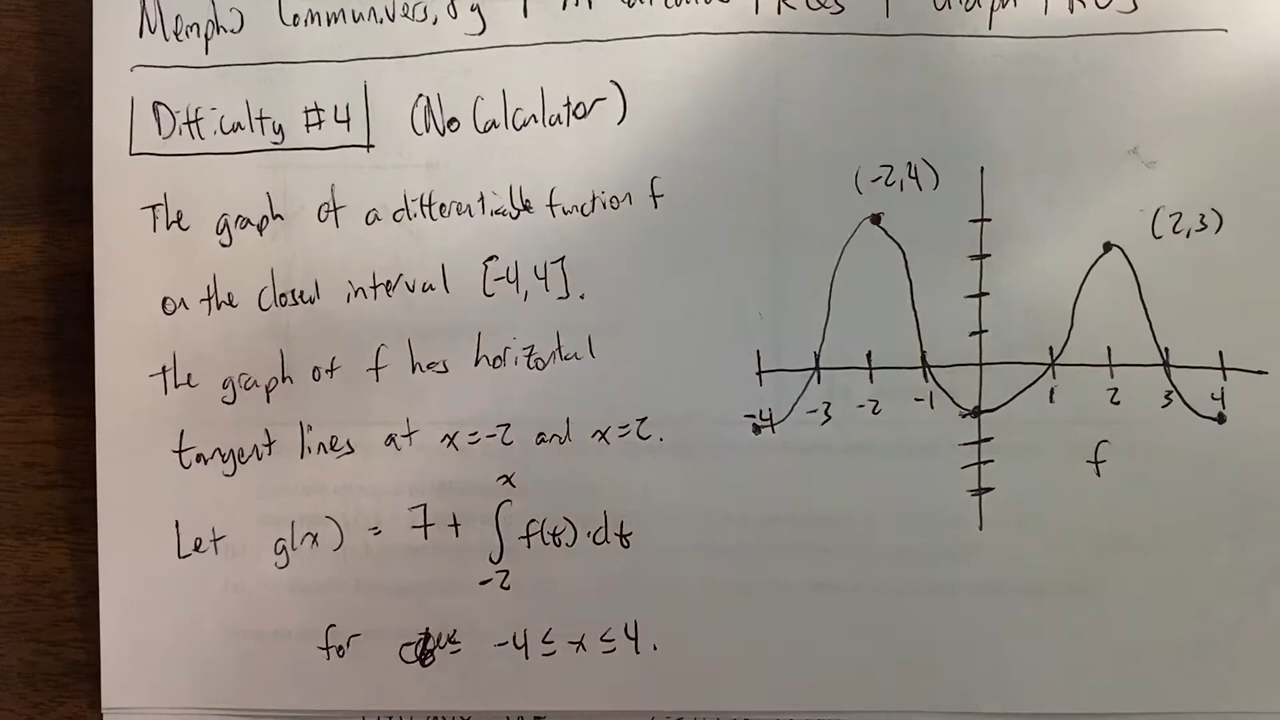 Difficulty #4 (No Calculator)
The graph of a differentiable function f
on the closed interval [-4,4].
The graph of f has horizontal
tangent lines at x=-2 and x=2.
Let g(x) = 7+ ∫_{-2}^{x} f(t)·dt
for -4 ≤ x ≤ 4.
(-2,4)
(2,3)
-4 -3 -2 -1 1 2 3 4
f